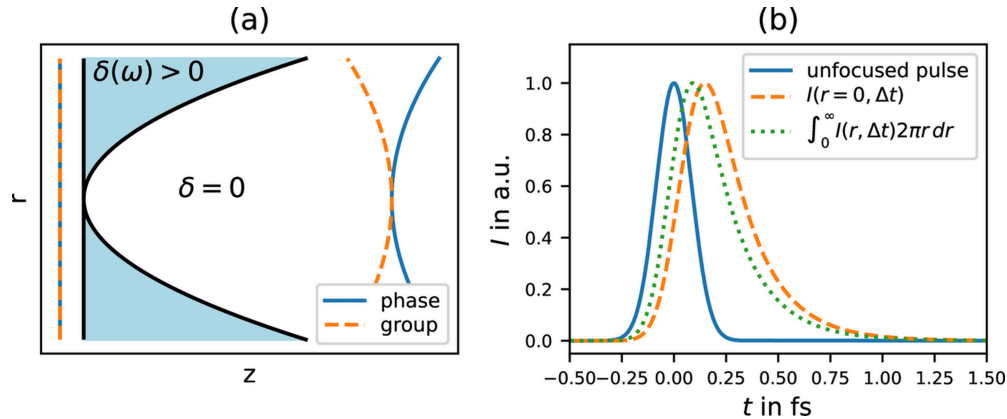 (a)
δ(ω) > 0
δ = 0
r
z
phase
group
(b)
unfocused pulse
I(r = 0, Δt)
∫₀^∞ I(r, Δt)2πr dr
I in a.u.
1.0
0.8
0.6
0.4
0.2
0.0
−0.50 −0.25 0.00 0.25 0.50 0.75 1.00 1.25 1.50
t in fs